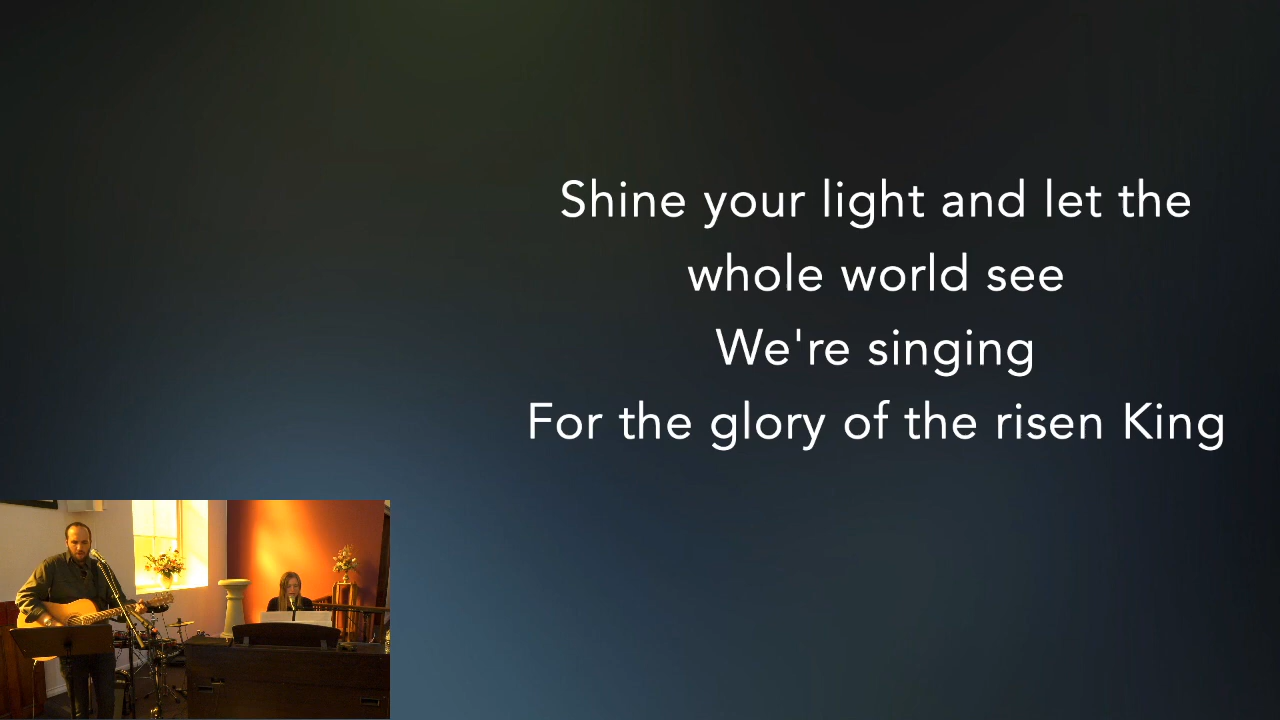 Shine your light and let the
whole world see
We're singing
For the glory of the risen King